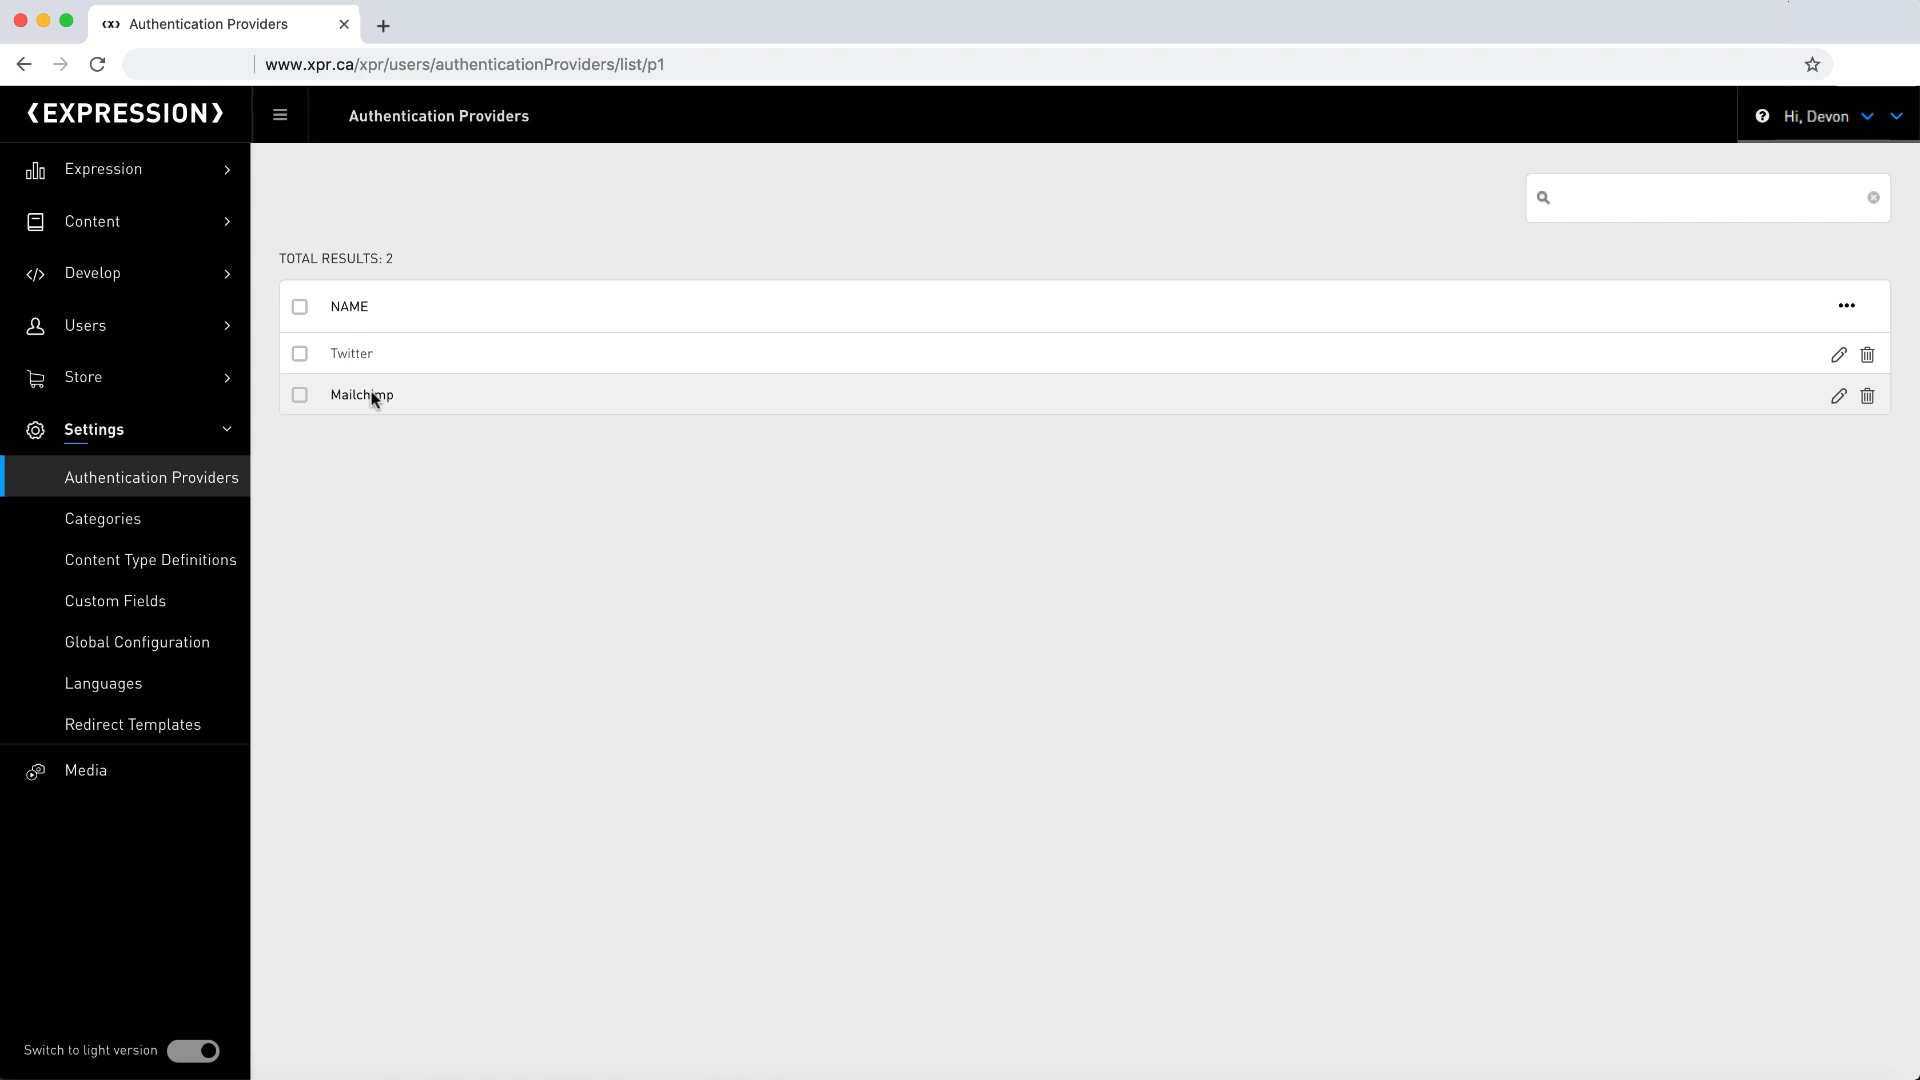 Authentication Providers
www.xpr.ca/xpr/users/authenticationProviders/list/p1
‹EXPRESSION›
Authentication Providers
Hi, Devon
Expression
Content
Develop
Users
Store
Settings
Authentication Providers
Categories
Content Type Definitions
Custom Fields
Global Configuration
Languages
Redirect Templates
Media
Switch to light version
TOTAL RESULTS: 2
NAME
Twitter
Mailchimp